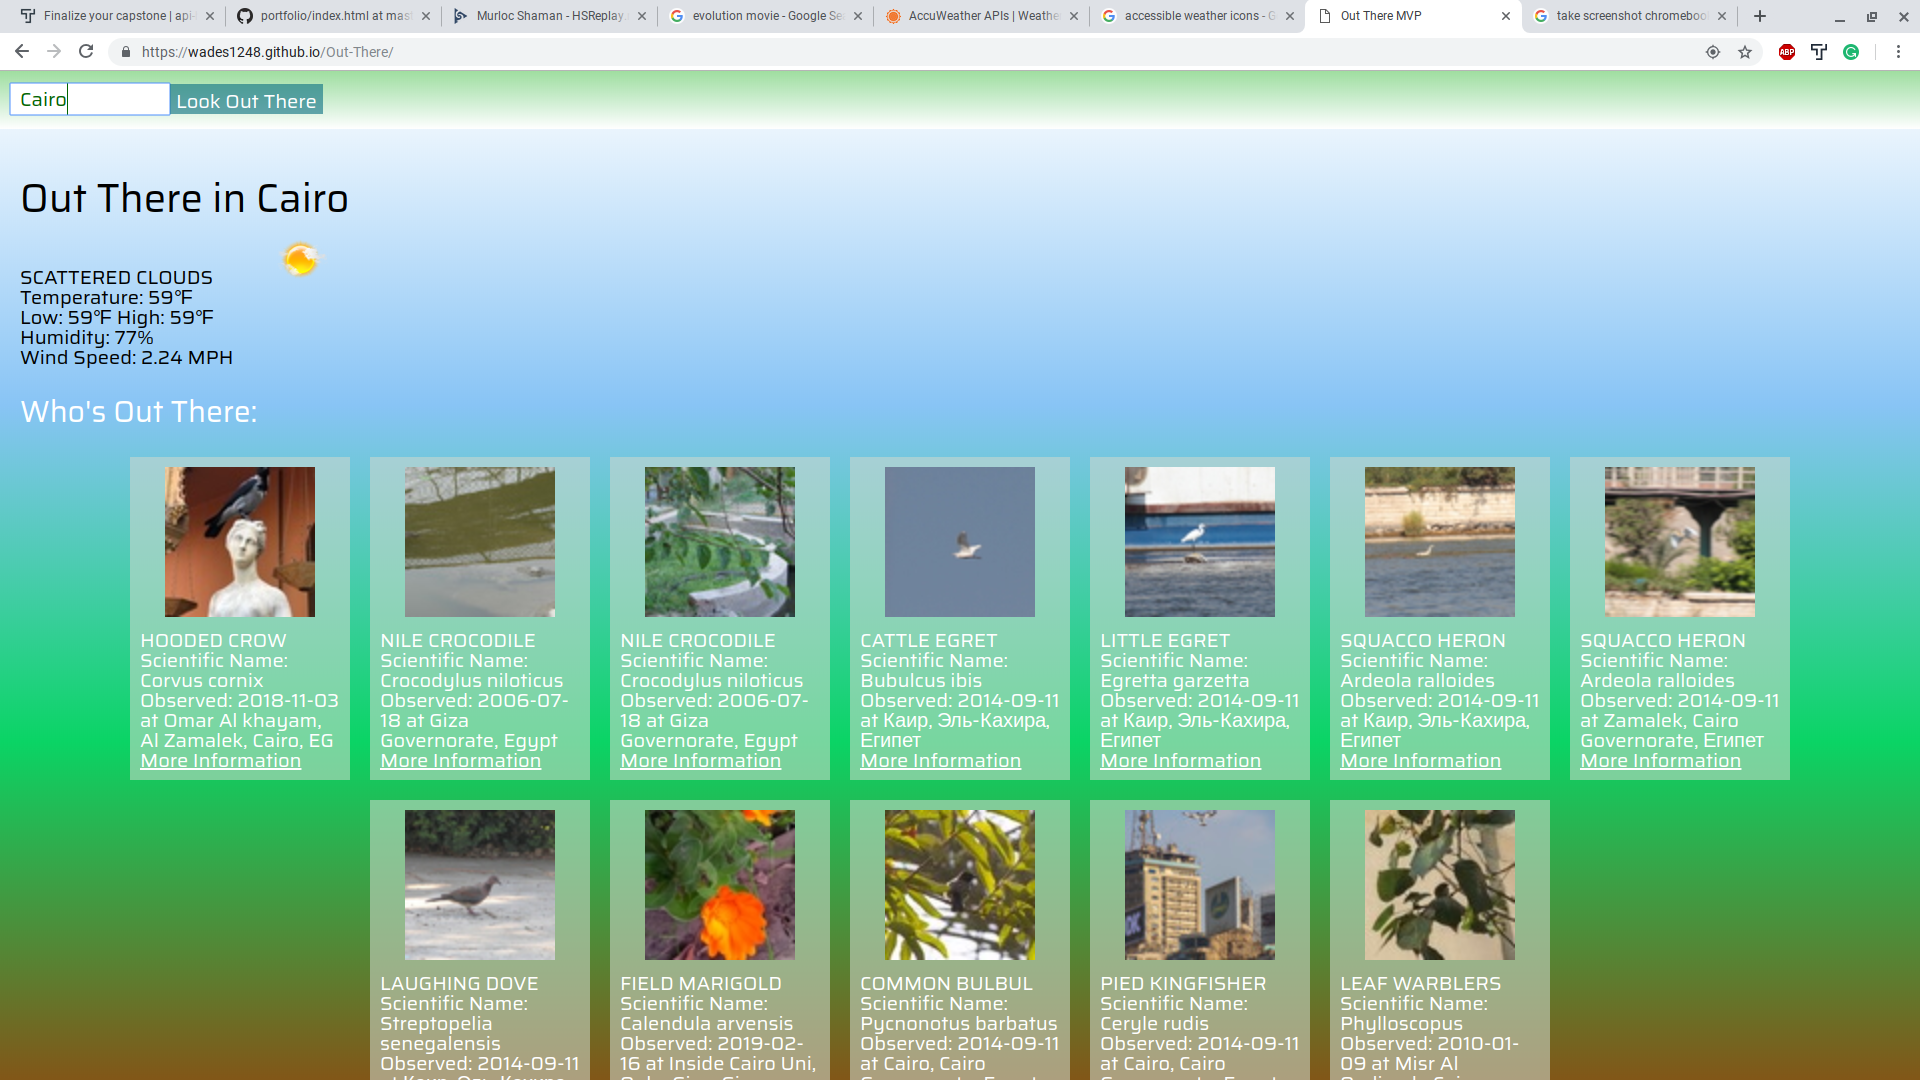 Finalize your capstone | api-
portfolio/index.html at mas
Murloc Shaman - HSReplay.
evolution movie - Google Se
AccuWeather APIs | Weathe
accessible weather icons - G
Out There MVP
take screenshot chromeboo
https://wades1248.github.io/Out-There/
ABP
Cairo
Look Out There
Out There in Cairo
SCATTERED CLOUDS
Temperature: 59°F
Low: 59°F High: 59°F
Humidity: 77%
Wind Speed: 2.24 MPH
Who's Out There:
HOODED CROW
Scientific Name:
Corvus cornix
Observed: 2018-11-03
at Omar Al khayam,
Al Zamalek, Cairo, EG
More Information
NILE CROCODILE
Scientific Name:
Crocodylus niloticus
Observed: 2006-07-
18 at Giza
Governorate, Egypt
More Information
NILE CROCODILE
Scientific Name:
Crocodylus niloticus
Observed: 2006-07-
18 at Giza
Governorate, Egypt
More Information
CATTLE EGRET
Scientific Name:
Bubulcus ibis
Observed: 2014-09-11
at Каир, Эль-Кахира,
Египет
More Information
LITTLE EGRET
Scientific Name:
Egretta garzetta
Observed: 2014-09-11
at Каир, Эль-Кахира,
Египет
More Information
SQUACCO HERON
Scientific Name:
Ardeola ralloides
Observed: 2014-09-11
at Каир, Эль-Кахира,
Египет
More Information
SQUACCO HERON
Scientific Name:
Ardeola ralloides
Observed: 2014-09-11
at Zamalek, Cairo
Governorate, Египет
More Information
LAUGHING DOVE
Scientific Name:
Streptopelia
senegalensis
Observed: 2014-09-11
FIELD MARIGOLD
Scientific Name:
Calendula arvensis
Observed: 2019-02-
16 at Inside Cairo Uni,
COMMON BULBUL
Scientific Name:
Pycnonotus barbatus
Observed: 2014-09-11
at Cairo, Cairo
PIED KINGFISHER
Scientific Name:
Ceryle rudis
Observed: 2014-09-11
at Cairo, Cairo
LEAF WARBLERS
Scientific Name:
Phylloscopus
Observed: 2010-01-
09 at Misr Al